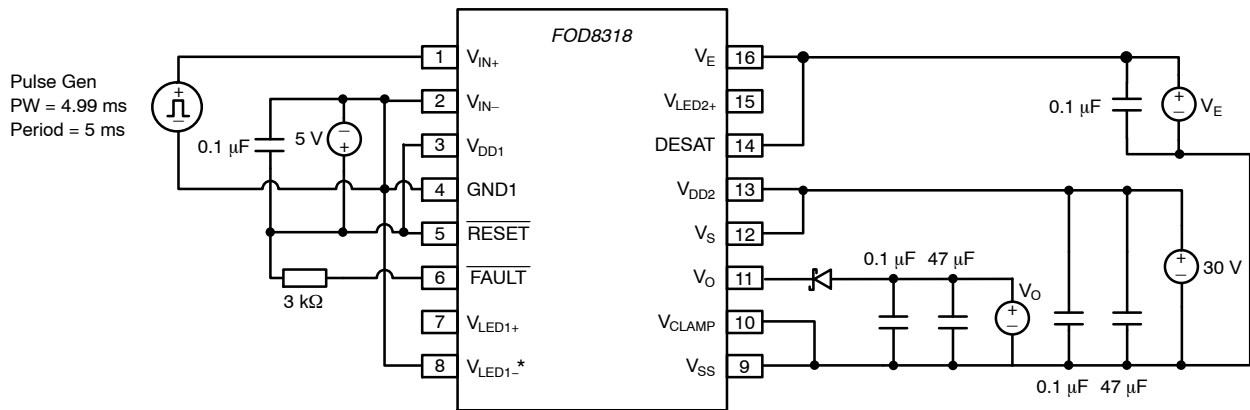 FOD8318
Pulse Gen
PW = 4.99 ms
Period = 5 ms
+
−
0.1 μF
5 V
−
+
3 kΩ
1 V_IN+
2 V_IN–
3 V_DD1
4 GND1
5 RESET
6 FAULT
7 V_LED1+
8 V_LED1–*
V_E 16
V_LED2+ 15
DESAT 14
V_DD2 13
V_S 12
V_O 11
V_CLAMP 10
V_SS 9
0.1 μF
+
−
V_E
0.1 μF 47 μF
V_O
+
−
+
−
30 V
0.1 μF 47 μF